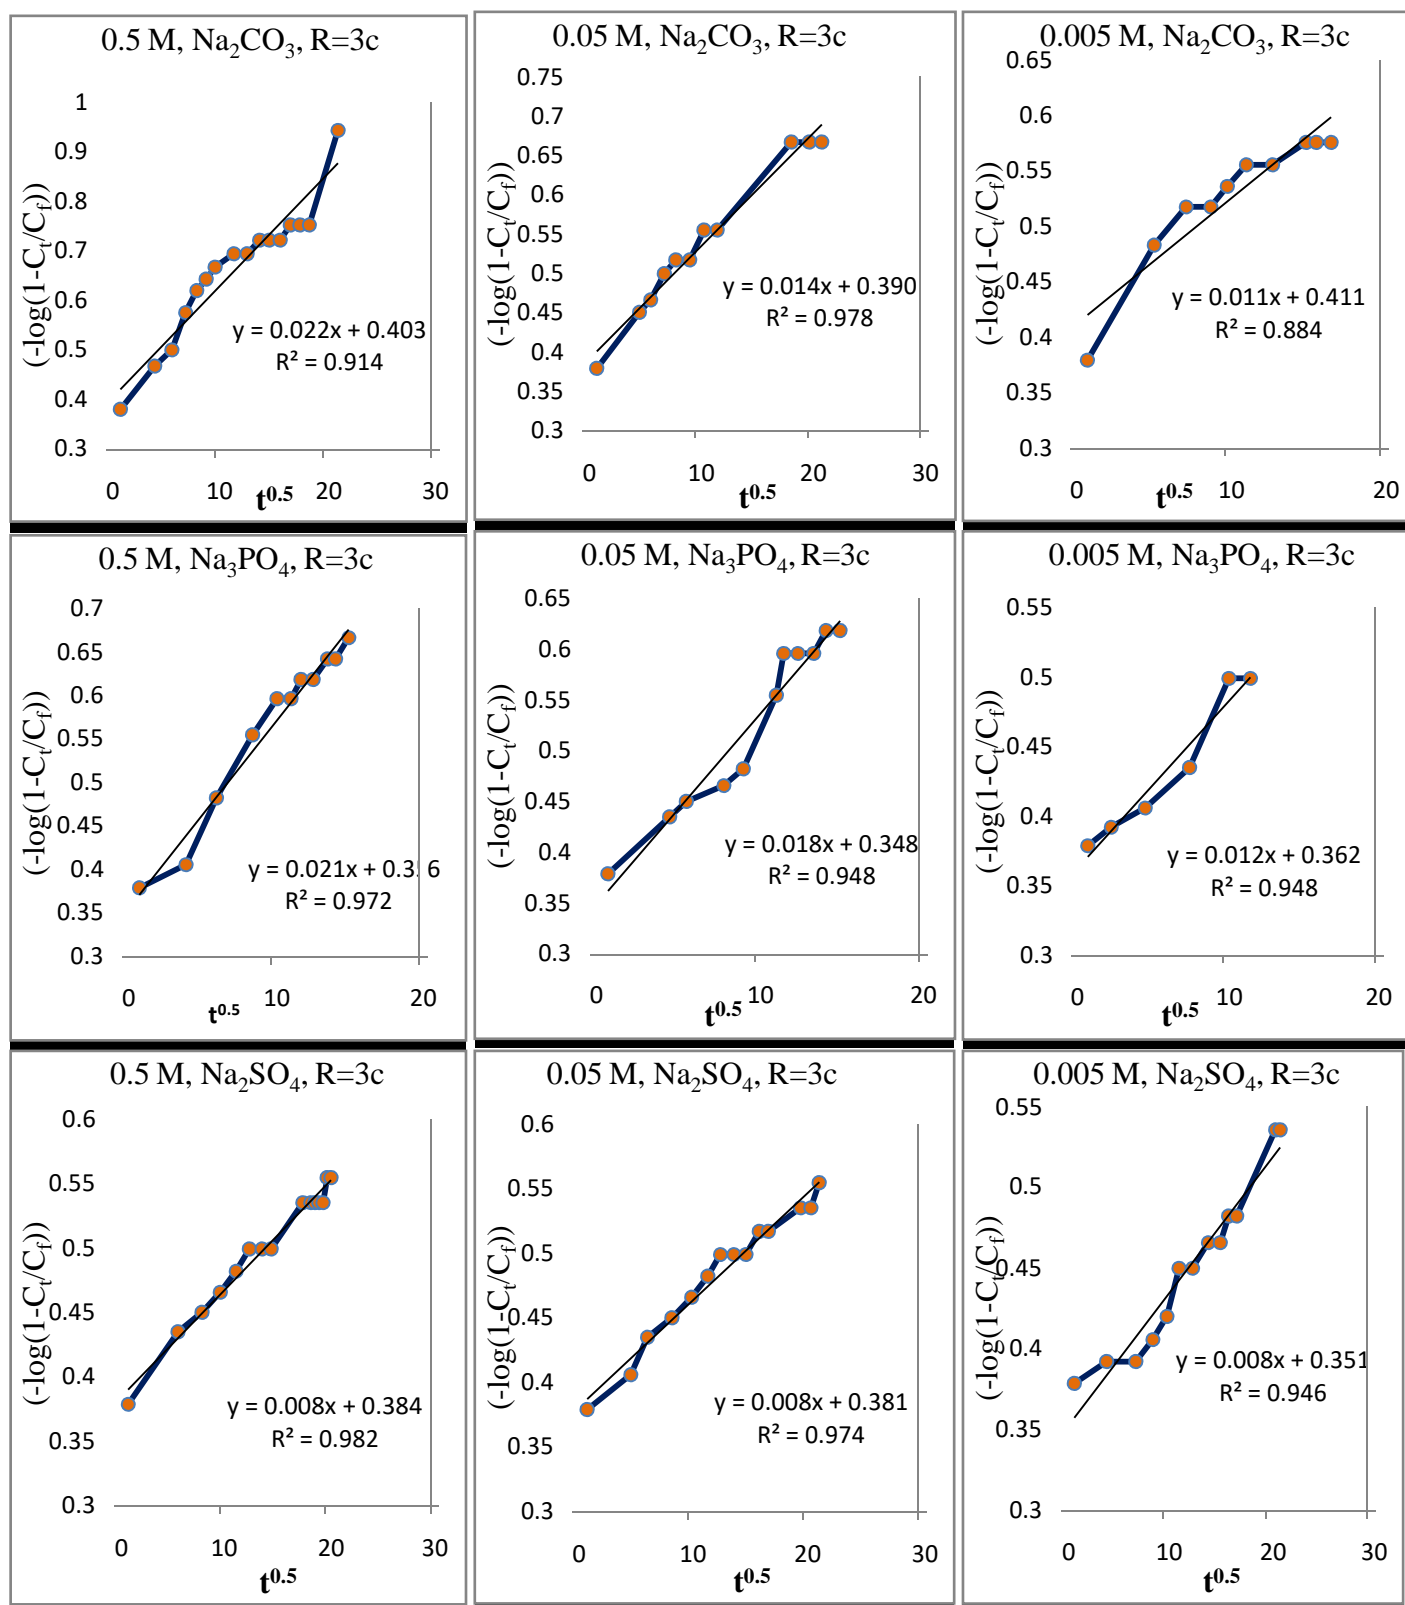 0.5 M, Na₂CO₃, R=3c
(-log(1-Cₜ/C_f))
1
0.9
0.8
0.7
0.6
0.5
0.4
0.3
y = 0.022x + 0.403
R² = 0.914
0 10 20 30
t⁰·⁵
0.05 M, Na₂CO₃, R=3c
(-log(1-Cₜ/C_f))
0.75
0.7
0.65
0.6
0.55
0.5
0.45
0.4
0.35
0.3
y = 0.014x + 0.390
R² = 0.978
0 10 20 30
t⁰·⁵
0.005 M, Na₂CO₃, R=3c
(-log(1-Cₜ/C_f))
0.65
0.6
0.55
0.5
0.45
0.4
0.35
0.3
y = 0.011x + 0.411
R² = 0.884
0 20
t⁰·⁵
0.5 M, Na₃PO₄, R=3c
(-log(1-Cₜ/C_f))
0.7
0.65
0.6
0.55
0.5
0.45
0.4
0.35
0.3
y = 0.021x +
R² = 0.972
0 10 20
t⁰·⁵
0.05 M, Na₃PO₄, R=3c
(-log(1-Cₜ/C_f))
0.65
0.6
0.55
0.5
0.45
0.4
0.35
0.3
y = 0.018x + 0.348
R² = 0.948
0 10 20
t⁰·⁵
0.005 M, Na₃PO₄, R=3c
(-log(1-Cₜ/C_f))
0.55
0.5
0.45
0.4
0.35
0.3
y = 0.012x + 0.362
R² = 0.948
0 10 20
t⁰·⁵
0.5 M, Na₂SO₄, R=3c
(-log(1-Cₜ/C_f))
0.6
0.55
0.5
0.45
0.4
0.35
0.3
y = 0.008x + 0.384
R² = 0.982
0 10 20 30
t⁰·⁵
0.05 M, Na₂SO₄, R=3c
(-log(1-Cₜ/C_f))
0.6
0.55
0.5
0.45
0.4
0.35
0.3
y = 0.008x + 0.381
R² = 0.974
0 10 20 30
t⁰·⁵
0.005 M, Na₂SO₄, R=3c
(-log(1-Cₜ/C_f))
0.55
0.5
0.45
0.4
0.35
0.3
y = 0.008x + 0.351
R² = 0.946
0 10 20 30
t⁰·⁵